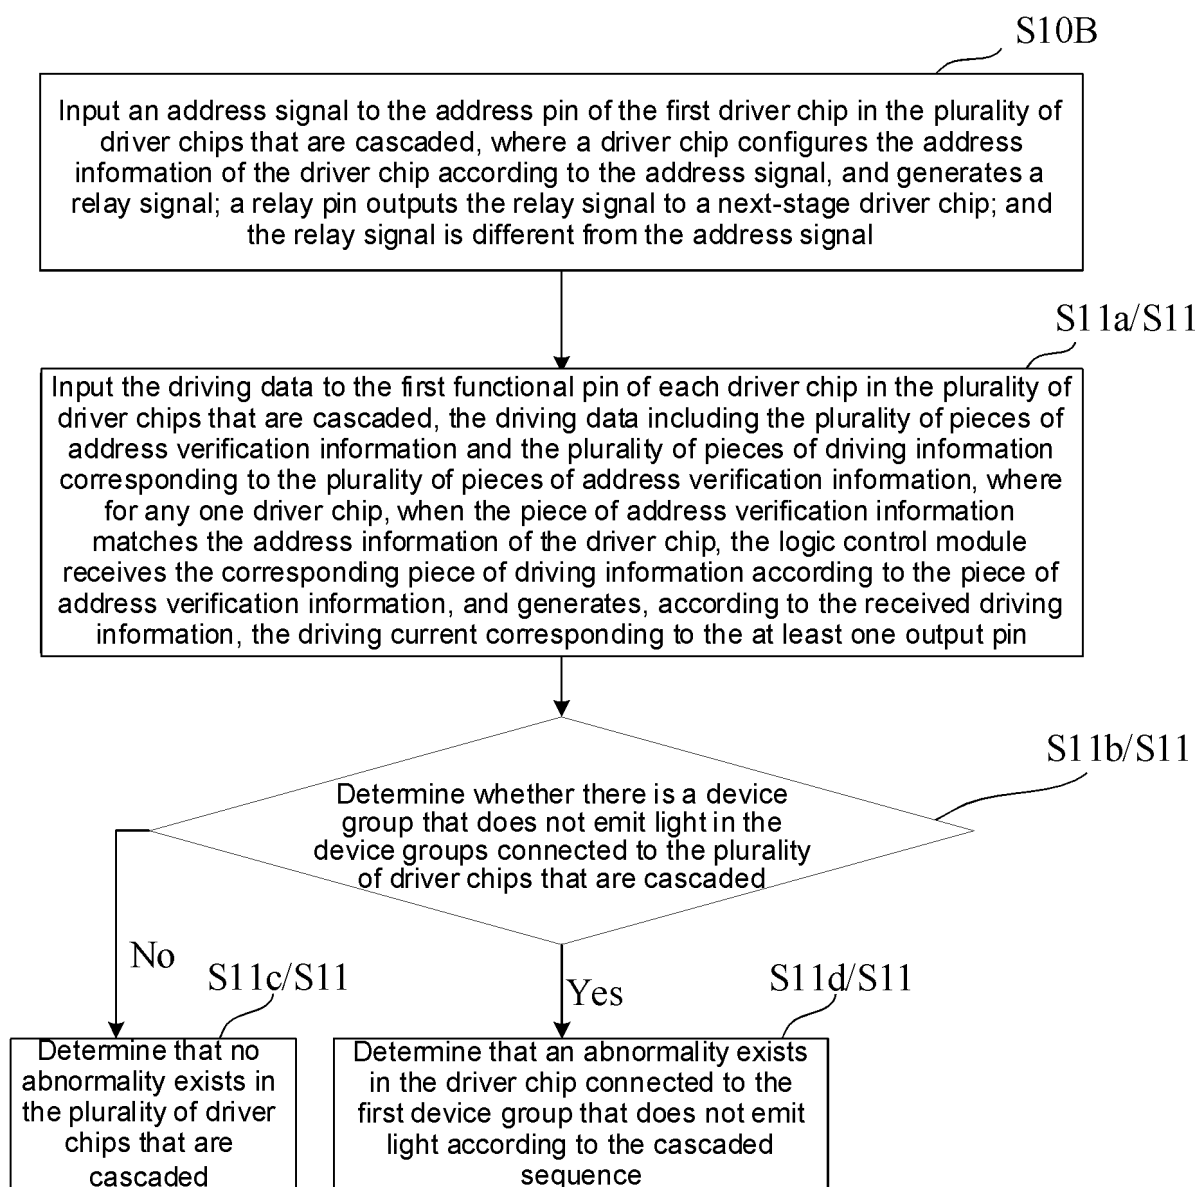 S10B
Input an address signal to the address pin of the first driver chip in the plurality of
driver chips that are cascaded, where a driver chip configures the address
information of the driver chip according to the address signal, and generates a
relay signal; a relay pin outputs the relay signal to a next-stage driver chip; and
the relay signal is different from the address signal
S11a/S11
Input the driving data to the first functional pin of each driver chip in the plurality of
driver chips that are cascaded, the driving data including the plurality of pieces of
address verification information and the plurality of pieces of driving information
corresponding to the plurality of pieces of address verification information, where
for any one driver chip, when the piece of address verification information
matches the address information of the driver chip, the logic control module
receives the corresponding piece of driving information according to the piece of
address verification information, and generates, according to the received driving
information, the driving current corresponding to the at least one output pin
S11b/S11
Determine whether there is a device
group that does not emit light in the
device groups connected to the plurality
of driver chips that are cascaded
No
Yes
S11c/S11
Determine that no
abnormality exists in
the plurality of driver
chips that are
cascaded
S11d/S11
Determine that an abnormality exists
in the driver chip connected to the
first device group that does not emit
light according to the cascaded
sequence